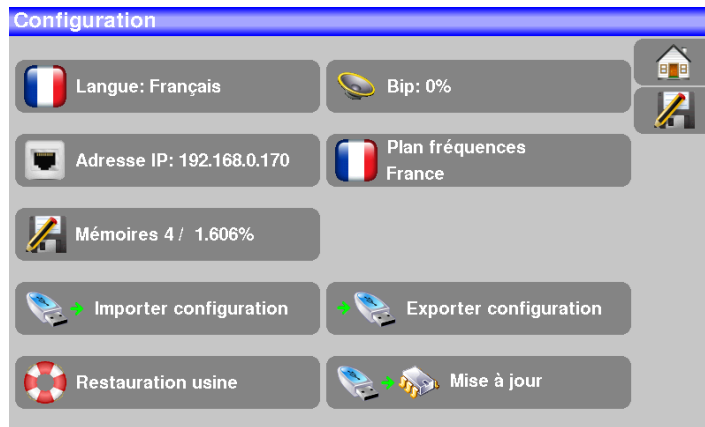 Configuration
Langue: Français
Bip: 0%
Adresse IP: 192.168.0.170
Plan fréquences
France
Mémoires 4 / 1.606%
Importer configuration
Exporter configuration
Restauration usine
Mise à jour